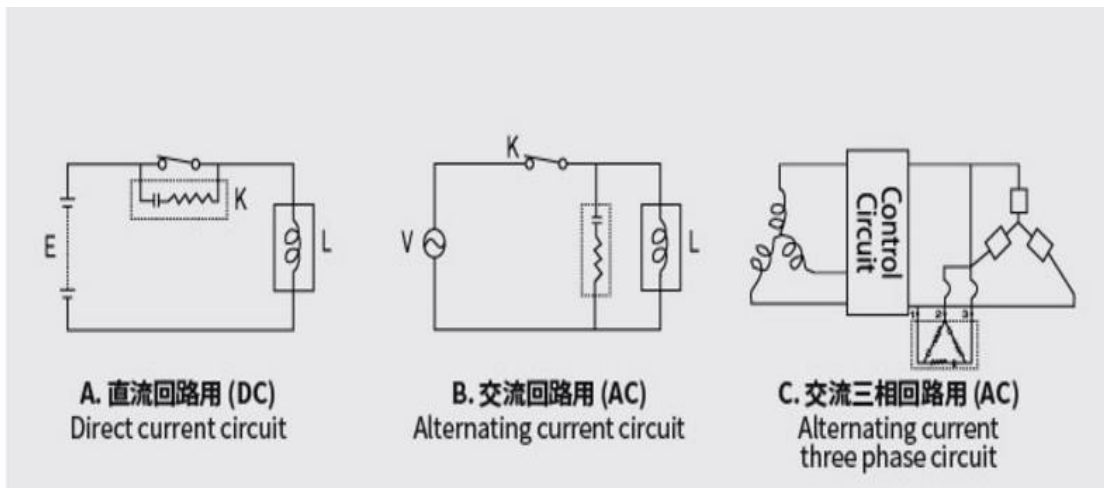 K
E
L
A. 直流回路用 (DC)
Direct current circuit
K
V
L
B. 交流回路用 (AC)
Alternating current circuit
Control
Circuit
1
2
3
C. 交流三相回路用 (AC)
Alternating current
three phase circuit